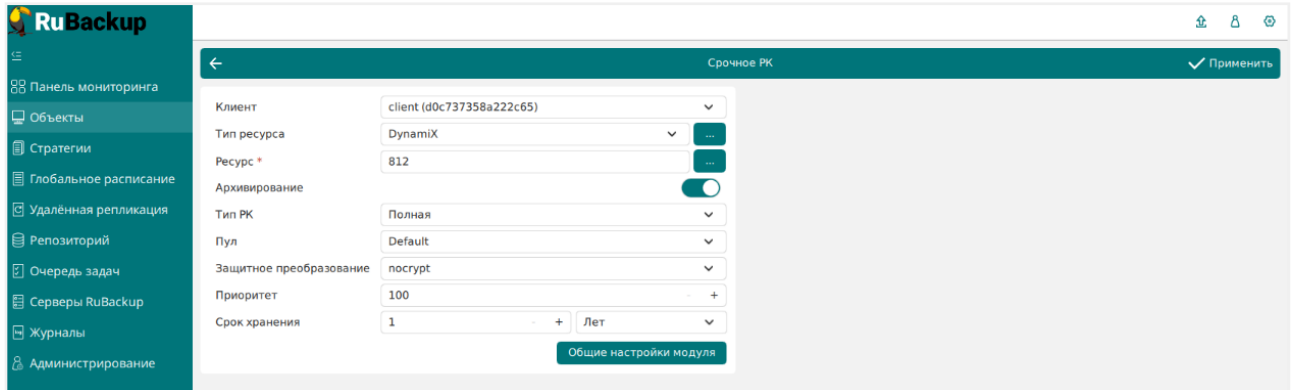 RuBackup
Срочное РК
Применить
Панель мониторинга
Объекты
Стратегии
Глобальное расписание
Удалённая репликация
Репозиторий
Очередь задач
Серверы RuBackup
Журналы
Администрирование
Клиент client (d0c737358a222c65)
Тип ресурса DynamiX ...
Ресурс * 812 ...
Архивирование
Тип РК Полная
Пул Default
Защитное преобразование nocrypt
Приоритет 100 - +
Срок хранения 1 - + Лет
Общие настройки модуля